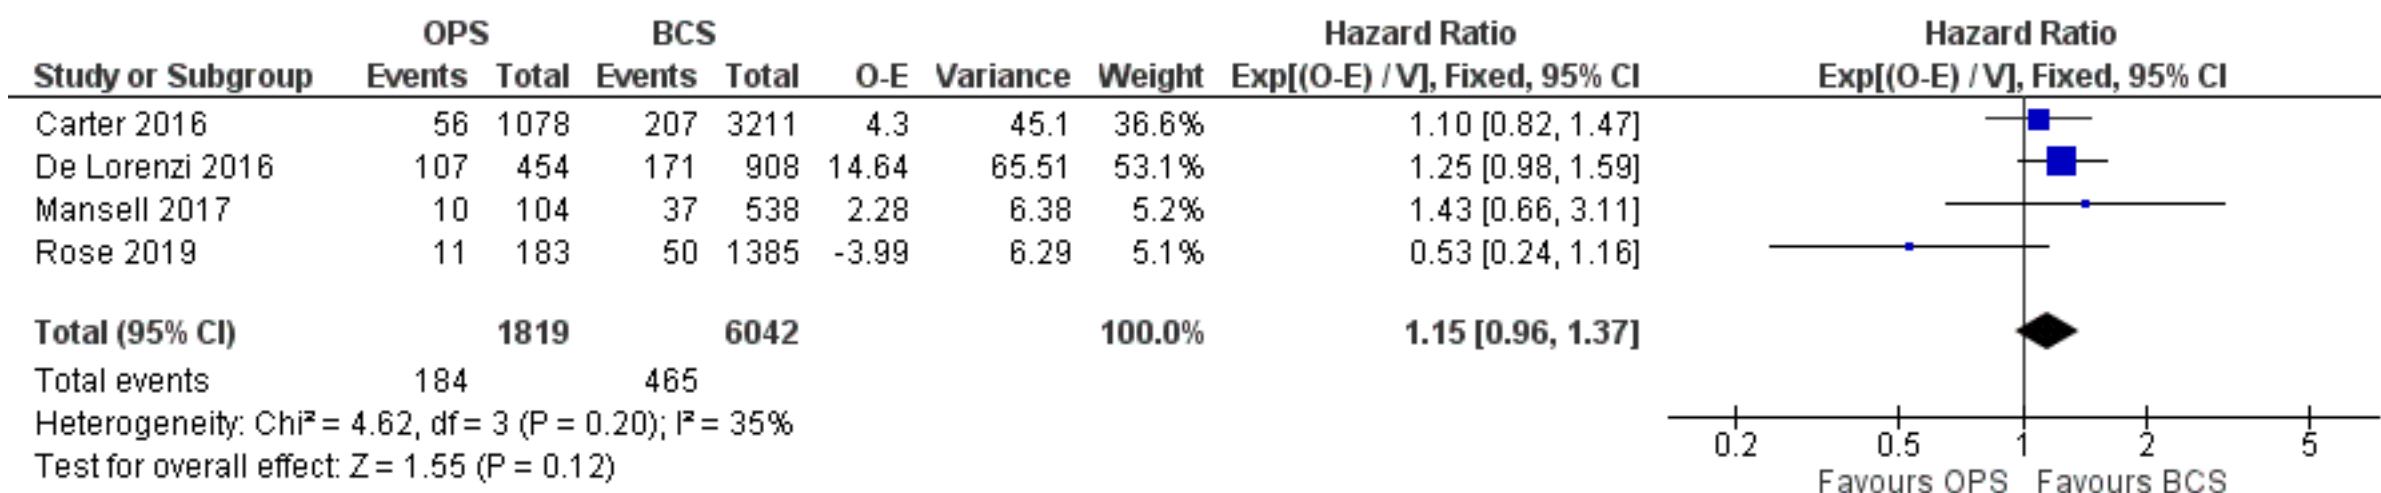 OPS BCS Hazard Ratio Hazard Ratio
Study or Subgroup Events Total Events Total O-E Variance Weight Exp[(O-E) / V], Fixed, 95% CI Exp[(O-E) / V], Fixed, 95% CI
Carter 2016 56 1078 207 3211 4.3 45.1 36.6% 1.10 [0.82, 1.47]
De Lorenzi 2016 107 454 171 908 14.64 65.51 53.1% 1.25 [0.98, 1.59]
Mansell 2017 10 104 37 538 2.28 6.38 5.2% 1.43 [0.66, 3.11]
Rose 2019 11 183 50 1385 -3.99 6.29 5.1% 0.53 [0.24, 1.16]
Total (95% CI) 1819 6042 100.0% 1.15 [0.96, 1.37]
Total events 184 465
Heterogeneity: Chi² = 4.62, df = 3 (P = 0.20); I² = 35%
Test for overall effect: Z = 1.55 (P = 0.12)
0.2 0.5 1 2 5
Favours OPS Favours BCS